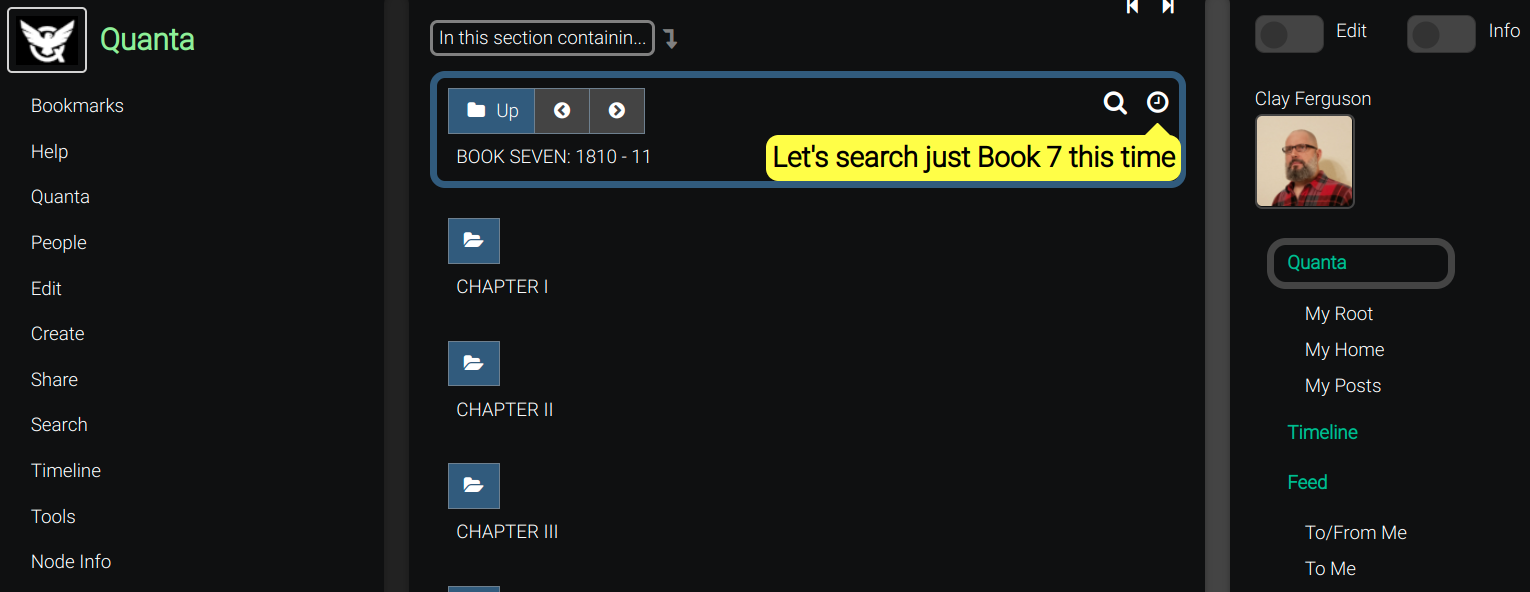 Quanta
Bookmarks
Help
Quanta
People
Edit
Create
Share
Search
Timeline
Tools
Node Info
In this section containin...
Up
BOOK SEVEN: 1810 - 11
Let's search just Book 7 this time
CHAPTER I
CHAPTER II
CHAPTER III
Edit
Info
Clay Ferguson
Quanta
My Root
My Home
My Posts
Timeline
Feed
To/From Me
To Me